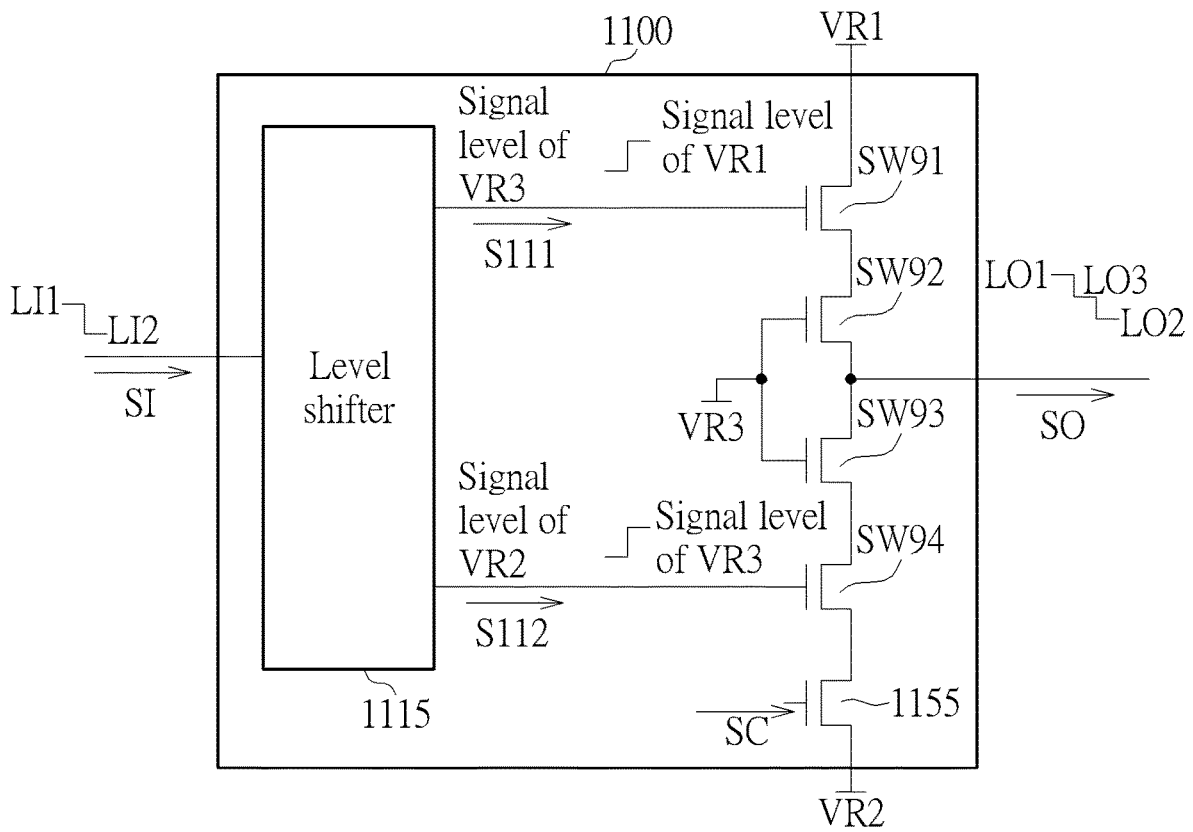 1100
VR1
Signal
level of
VR3
Signal level
of VR1
SW91
S111
SW92
LO1
LO3
LO2
LI1
LI2
SI
Level
shifter
VR3
SW93
SO
Signal
level of
VR2
Signal level
of VR3
SW94
S112
1115
SC
1155
VR2